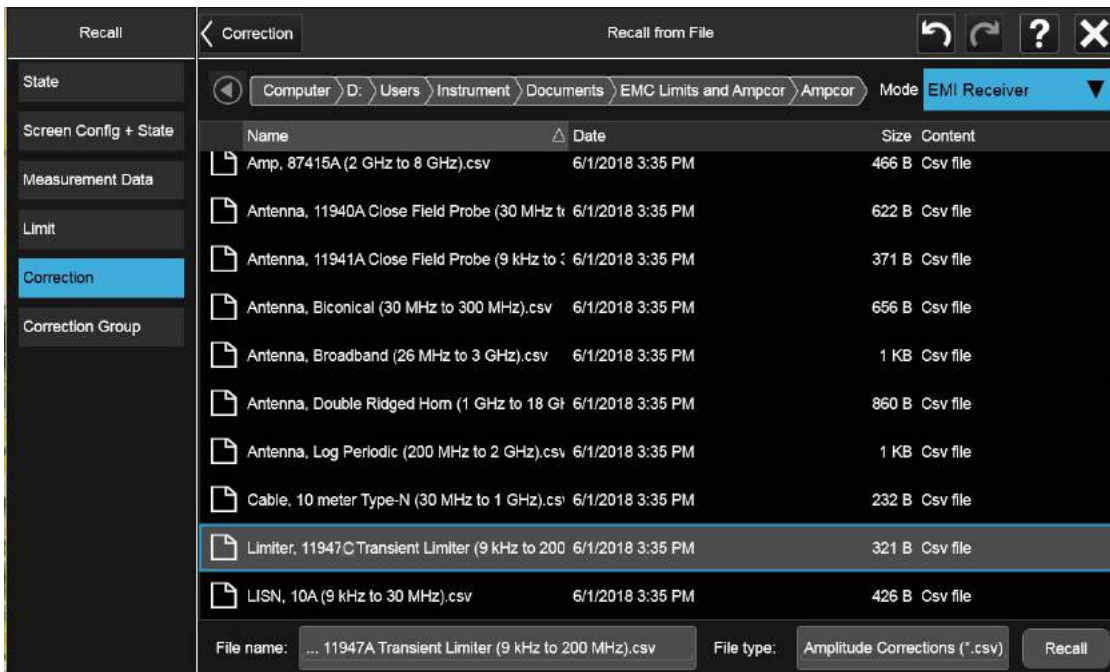 Recall
Correction
Recall from File
?
State
Computer D: Users Instrument Documents EMC Limits and Ampcor Ampcor
Mode EMI Receiver
Screen Config + State
Name Date Size Content
Amp, 87415A (2 GHz to 8 GHz).csv 6/1/2018 3:35 PM 466 B Csv file
Measurement Data
Antenna, 11940A Close Field Probe (30 MHz to 6/1/2018 3:35 PM 622 B Csv file
Limit
Antenna, 11941A Close Field Probe (9 kHz to 6/1/2018 3:35 PM 371 B Csv file
Correction
Antenna, Biconical (30 MHz to 300 MHz).csv 6/1/2018 3:35 PM 656 B Csv file
Correction Group
Antenna, Broadband (26 MHz to 3 GHz).csv 6/1/2018 3:35 PM 1 KB Csv file
Antenna, Double Ridged Horn (1 GHz to 18 GH 6/1/2018 3:35 PM 860 B Csv file
Antenna, Log Periodic (200 MHz to 2 GHz).csv 6/1/2018 3:35 PM 1 KB Csv file
Cable, 10 meter Type-N (30 MHz to 1 GHz).csv 6/1/2018 3:35 PM 232 B Csv file
Limiter, 11947C Transient Limiter (9 kHz to 200 6/1/2018 3:35 PM 321 B Csv file
LISN, 10A (9 kHz to 30 MHz).csv 6/1/2018 3:35 PM 426 B Csv file
File name: ... 11947A Transient Limiter (9 kHz to 200 MHz).csv File type: Amplitude Corrections (*.csv) Recall